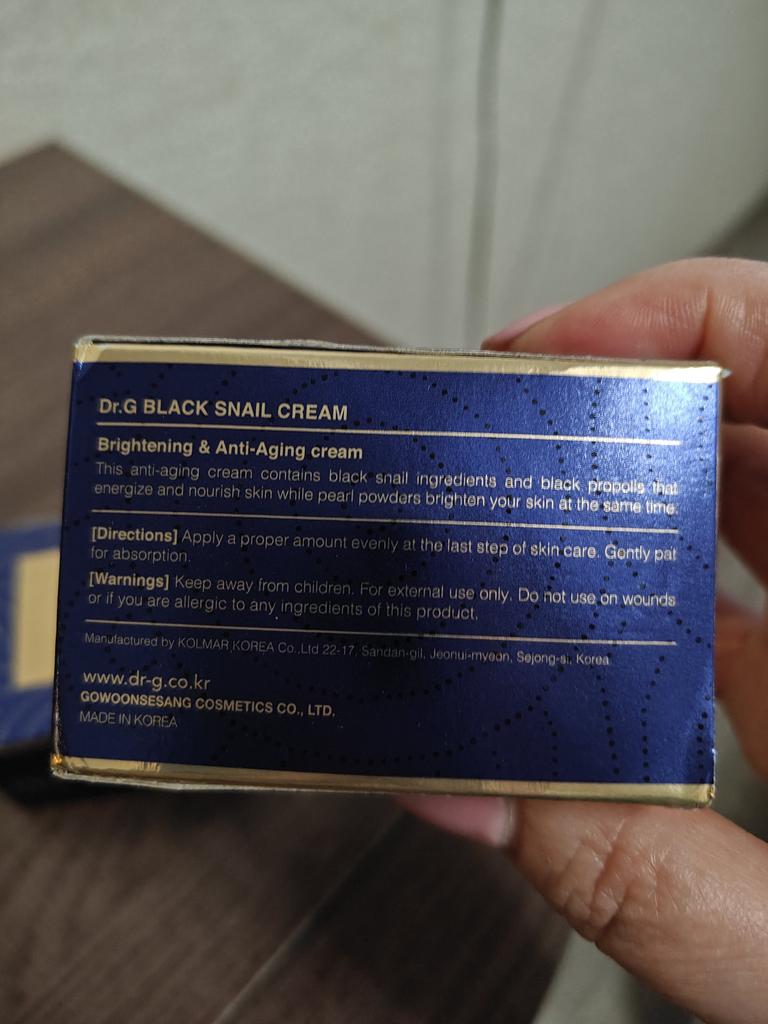 Dr.G BLACK SNAIL CREAM
Brightening & Anti-Aging cream
This anti-aging cream contains black snail ingredients and black propolis that
energize and nourish skin while pearl powders brighten your skin at the same time.
[Directions] Apply a proper amount evenly at the last step of skin care. Gently pat
for absorption.
[Warnings] Keep away from children. For external use only. Do not use on wounds
or if you are allergic to any ingredients of this product.
Manufactured by KOLMAR KOREA Co.,Ltd 22-17, Sandan-gil, Jeonui-myeon, Sejong-si, Korea
www.dr-g.co.kr
GOWOONSESANG COSMETICS CO., LTD.
MADE IN KOREA